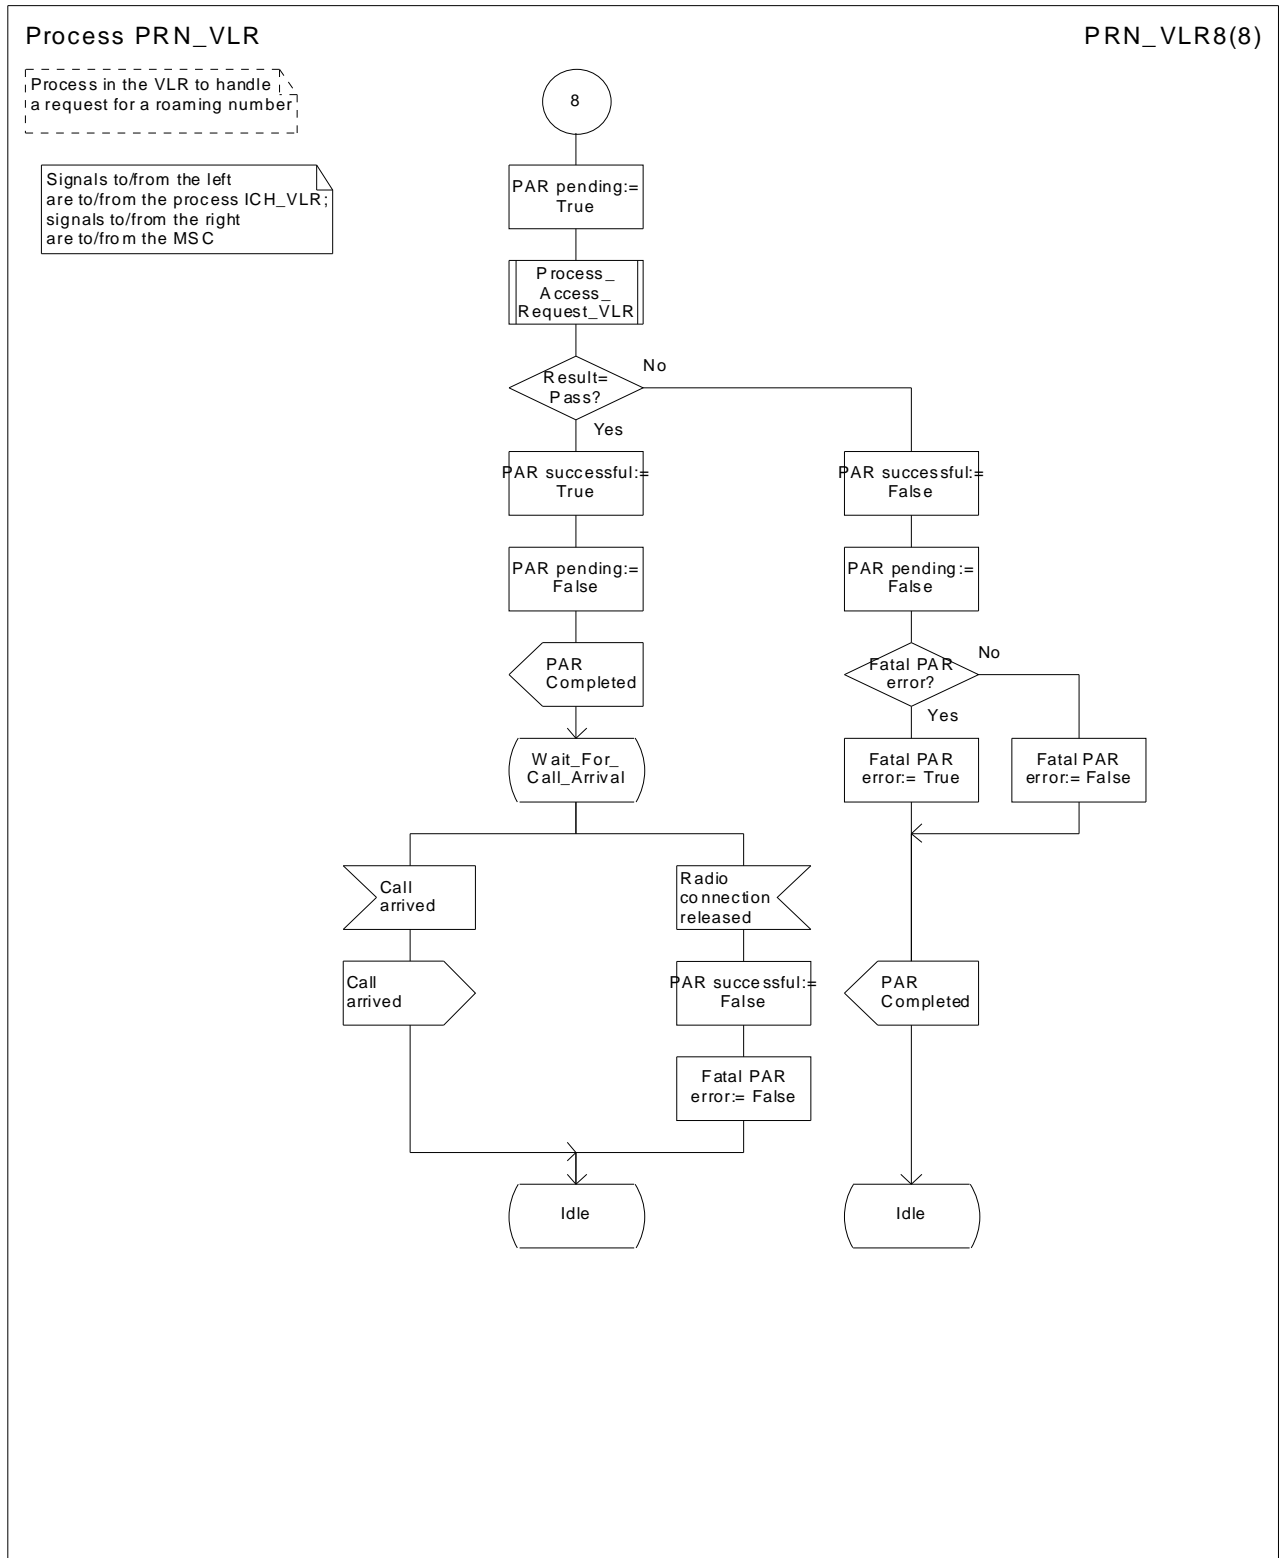 Process PRN_VLR
PRN_VLR8(8)
Process in the VLR to handle
a request for a roaming number
Signals to/from the left
are to/from the process ICH_VLR;
signals to/from the right
are to/from the MSC
8
PAR pending:=
True
Process_
Access_
Request_VLR
Result=
Pass?
No
Yes
PAR successful:=
True
PAR successful:=
False
PAR pending:=
False
PAR pending:=
False
PAR
Completed
Fatal PAR
error?
No
Yes
Wait_For_
Call_Arrival
Fatal PAR
error:= True
Fatal PAR
error:= False
Call
arrived
Radio
connection
released
Call
arrived
PAR successful:=
False
PAR
Completed
Fatal PAR
error:= False
Idle
Idle